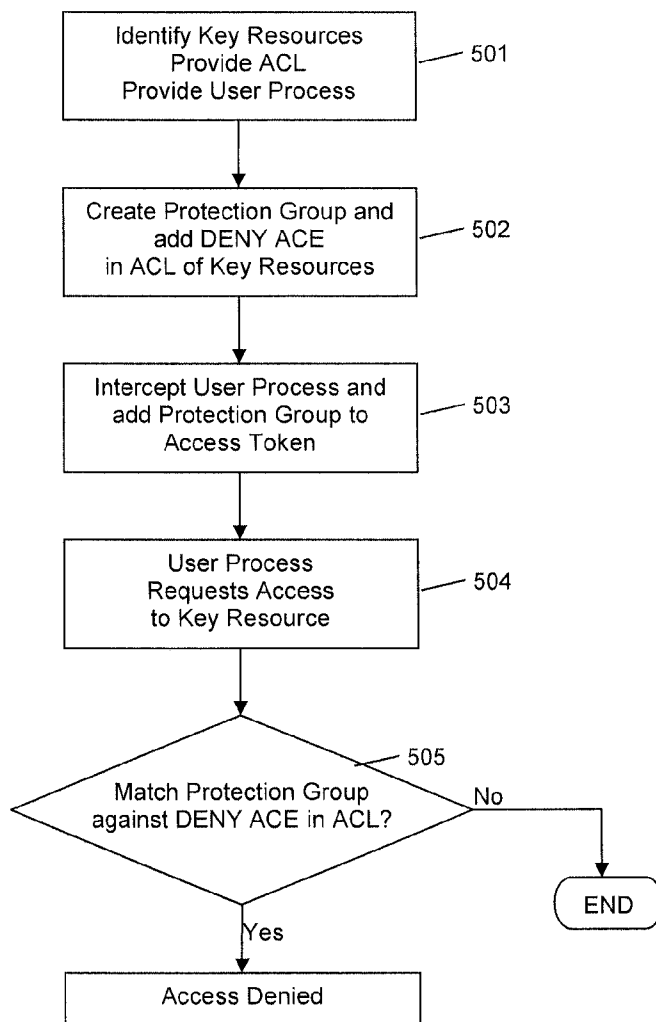 Identify Key Resources
Provide ACL
Provide User Process
501
Create Protection Group and
add DENY ACE
in ACL of Key Resources
502
Intercept User Process and
add Protection Group to
Access Token
503
User Process
Requests Access
to Key Resource
504
505
Match Protection Group
against DENY ACE in ACL?
No
END
Yes
Access Denied